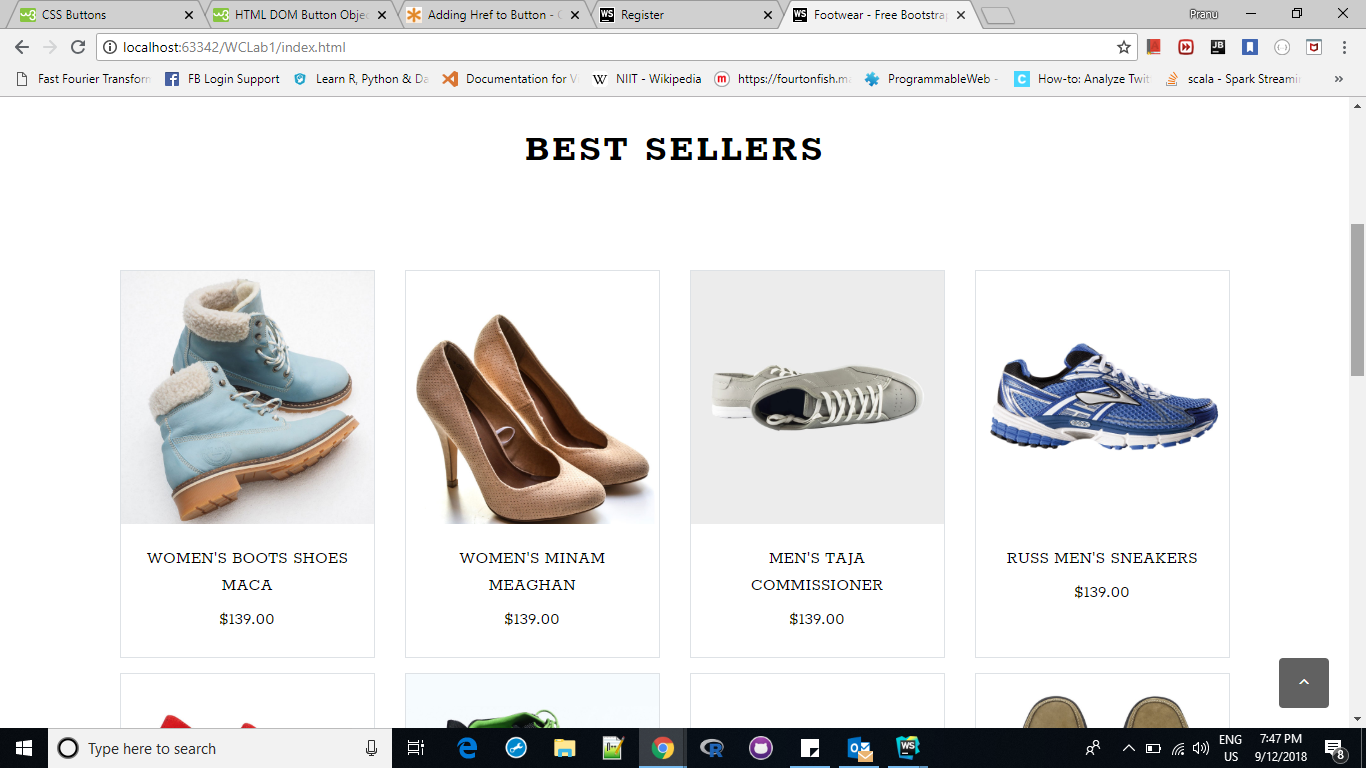 CSS Buttons
HTML DOM Button Objec
Adding Href to Button - C
Register
Footwear - Free Bootstrap
Pranu
localhost:63342/WCLab1/index.html
Fast Fourier Transform
FB Login Support
Learn R, Python & Da
Documentation for V
NIIT - Wikipedia
https://fourtonfish.m
ProgrammableWeb -
How-to: Analyze Twit
scala - Spark Streamin
»
BEST SELLERS
WOMEN'S BOOTS SHOES
MACA
$139.00
WOMEN'S MINAM
MEAGHAN
$139.00
MEN'S TAJA
COMMISSIONER
$139.00
RUSS MEN'S SNEAKERS
$139.00
Type here to search
ENG
US
7:47 PM
9/12/2018
8